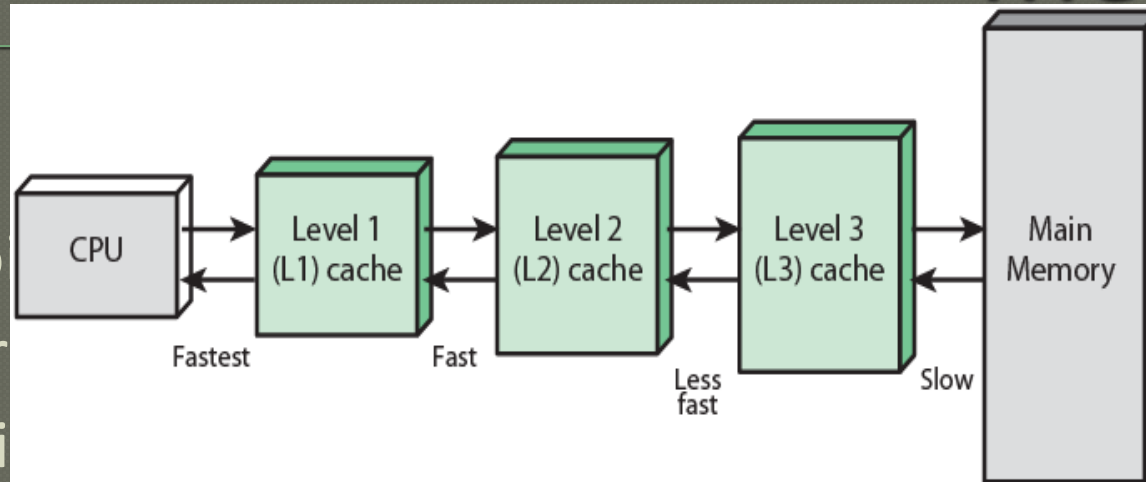 CPU
Level 1
(L1) cache
Level 2
(L2) cache
Level 3
(L3) cache
Main
Memory
Fastest
Fast
Less
fast
Slow